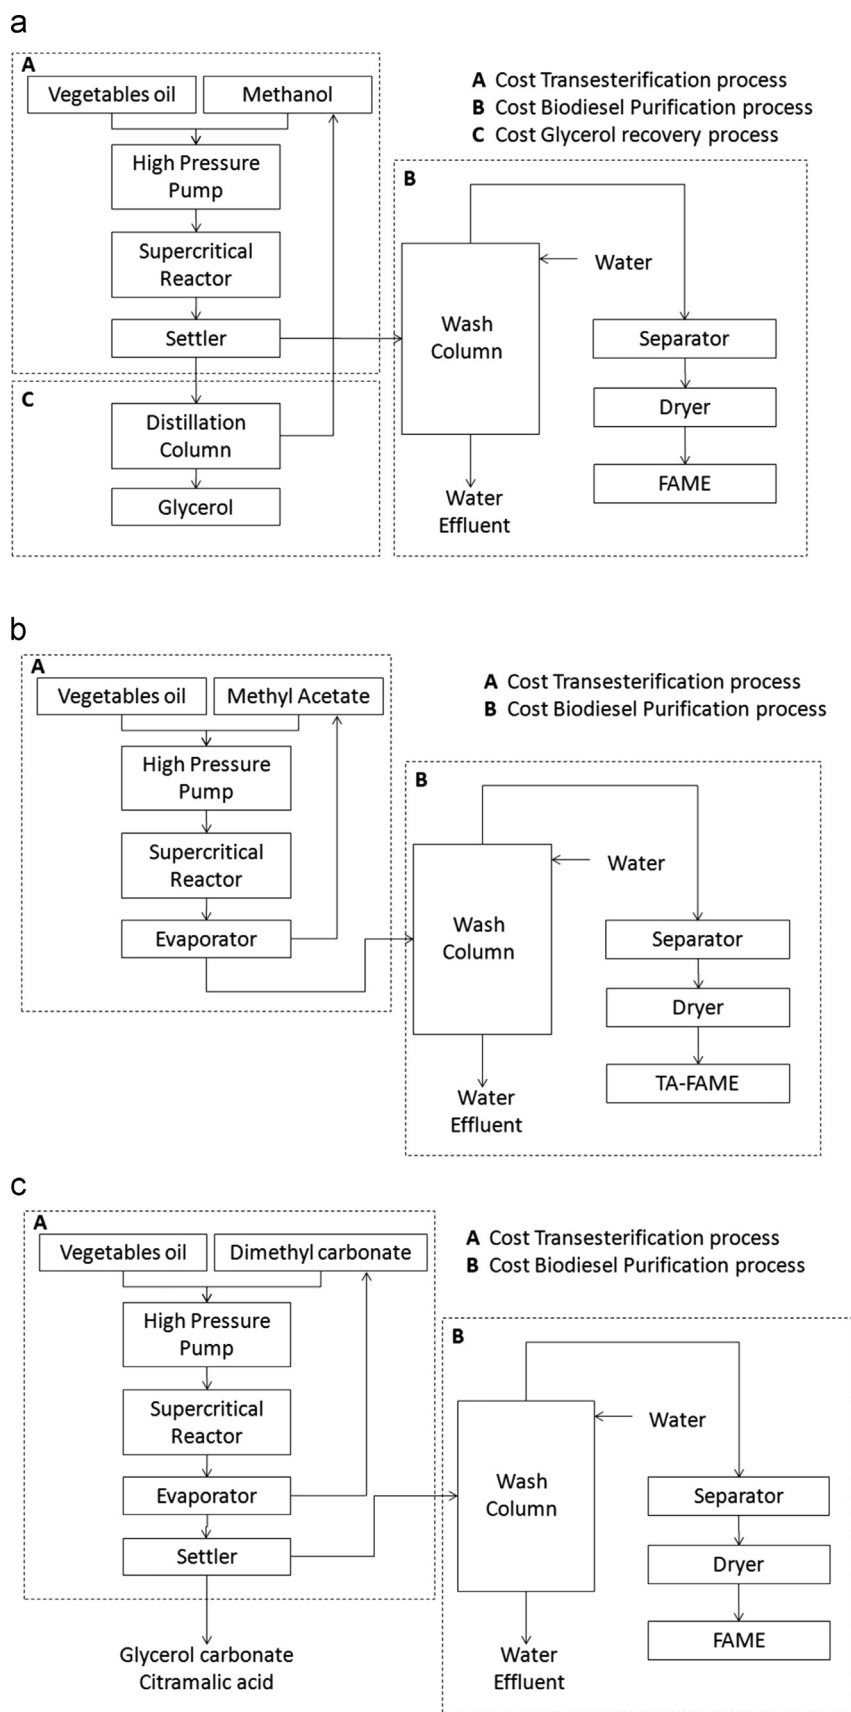 a
A
Vegetables oil
Methanol
High Pressure
Pump
Supercritical
Reactor
Settler
C
Distillation
Column
Glycerol
A Cost Transesterification process
B Cost Biodiesel Purification process
C Cost Glycerol recovery process
B
Water
Wash
Column
Separator
Dryer
FAME
Water
Effluent
b
A
Vegetables oil
Methyl Acetate
High Pressure
Pump
Supercritical
Reactor
Evaporator
A Cost Transesterification process
B Cost Biodiesel Purification process
B
Water
Wash
Column
Separator
Dryer
TA-FAME
Water
Effluent
c
A
Vegetables oil
Dimethyl carbonate
High Pressure
Pump
Supercritical
Reactor
Evaporator
Settler
Glycerol carbonate
Citramalic acid
A Cost Transesterification process
B Cost Biodiesel Purification process
B
Water
Wash
Column
Separator
Dryer
FAME
Water
Effluent